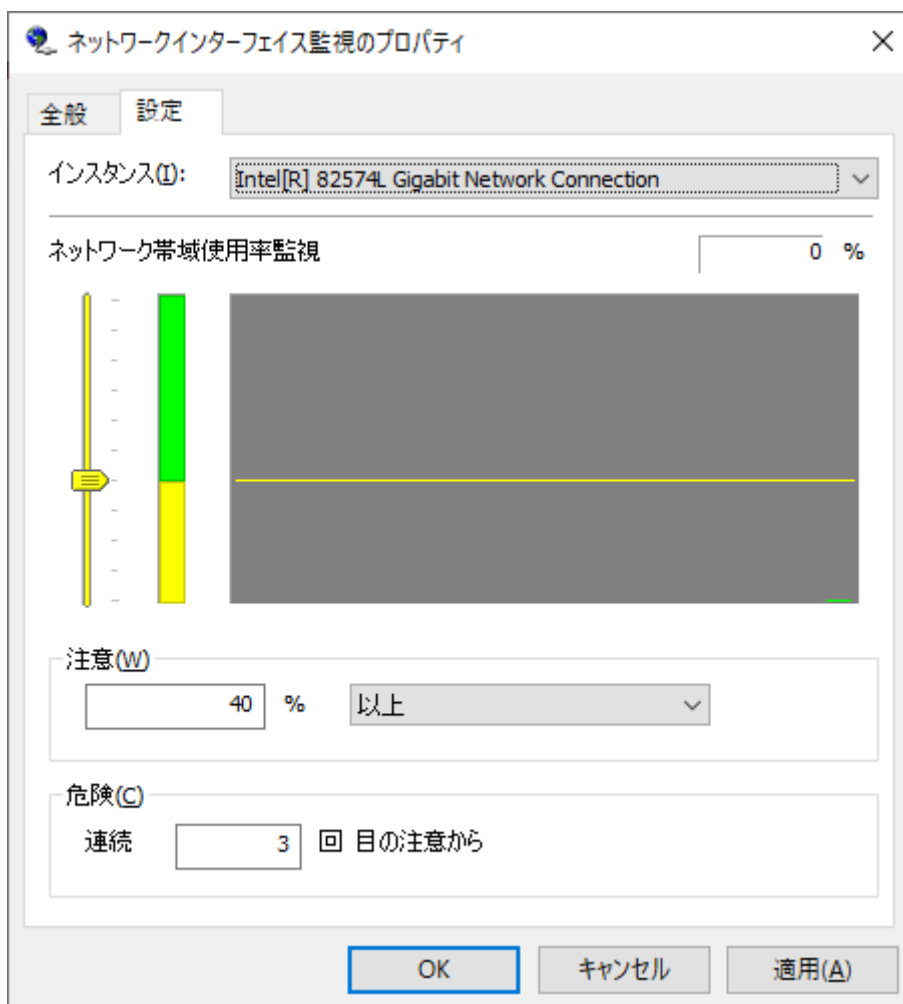 ネットワークインターフェイス監視のプロパティ
全般 設定
インスタンス(I): Intel[R] 82574L Gigabit Network Connection
ネットワーク帯域使用率監視 0 %
注意(W)
40 % 以上
危険(C)
連続 3 回 目の注意から
OK キャンセル 適用(A)